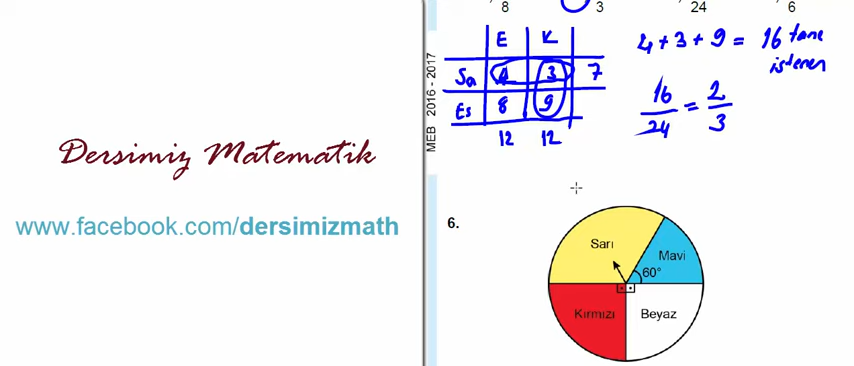 Dersimiz Matematik
www.facebook.com/dersimizmath
MEB 2016 - 2017
8
3
24
6
E K
Sa 4 3 7
Es 8 9
12 12
4 + 3 + 9 = 16 tane
istenen
16/24 = 2/3
6.
Sarı
Mavi
60°
Kırmızı
Beyaz